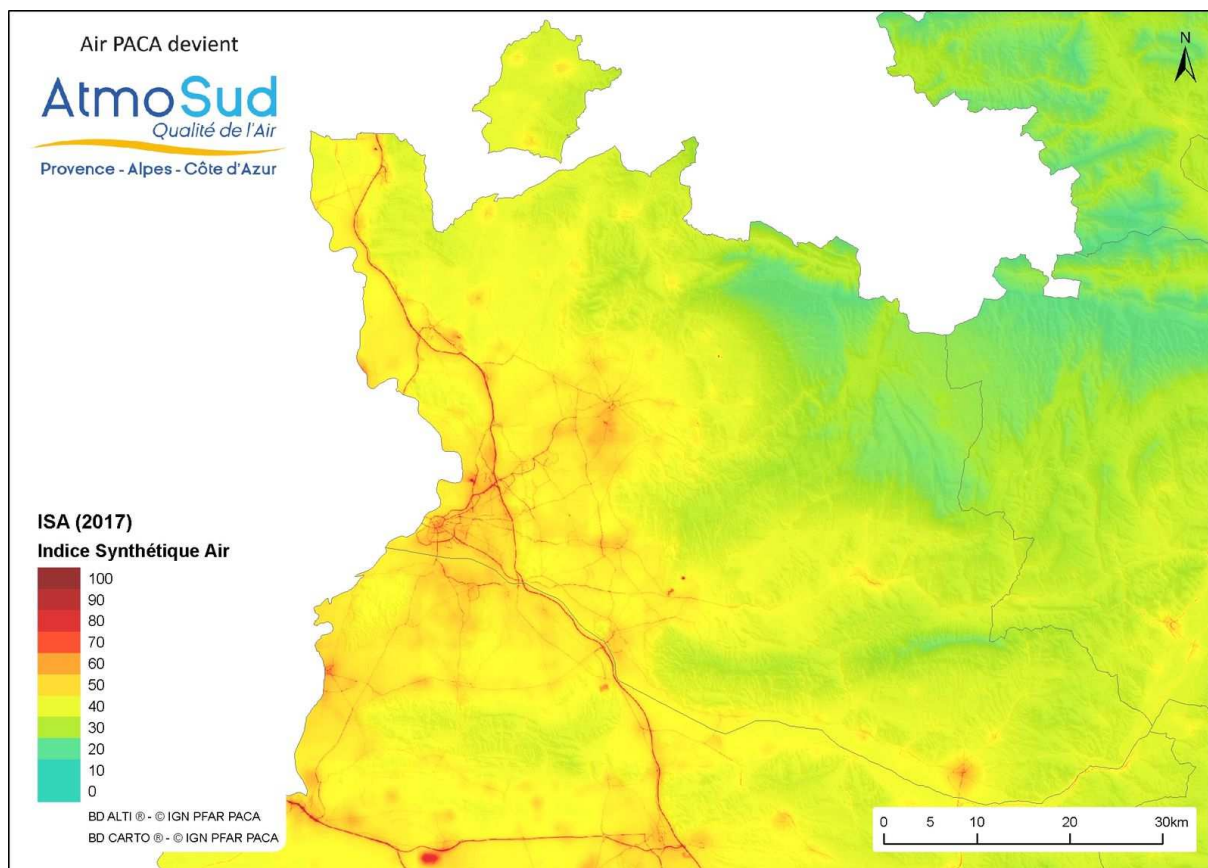 Air PACA devient
AtmoSud
Qualité de l'Air
Provence - Alpes - Côte d'Azur
N
ISA (2017)
Indice Synthétique Air
100
90
80
70
60
50
40
30
20
10
0
BD ALTI ® - © IGN PFAR PACA
BD CARTO ® - © IGN PFAR PACA
0 5 10 20 30km